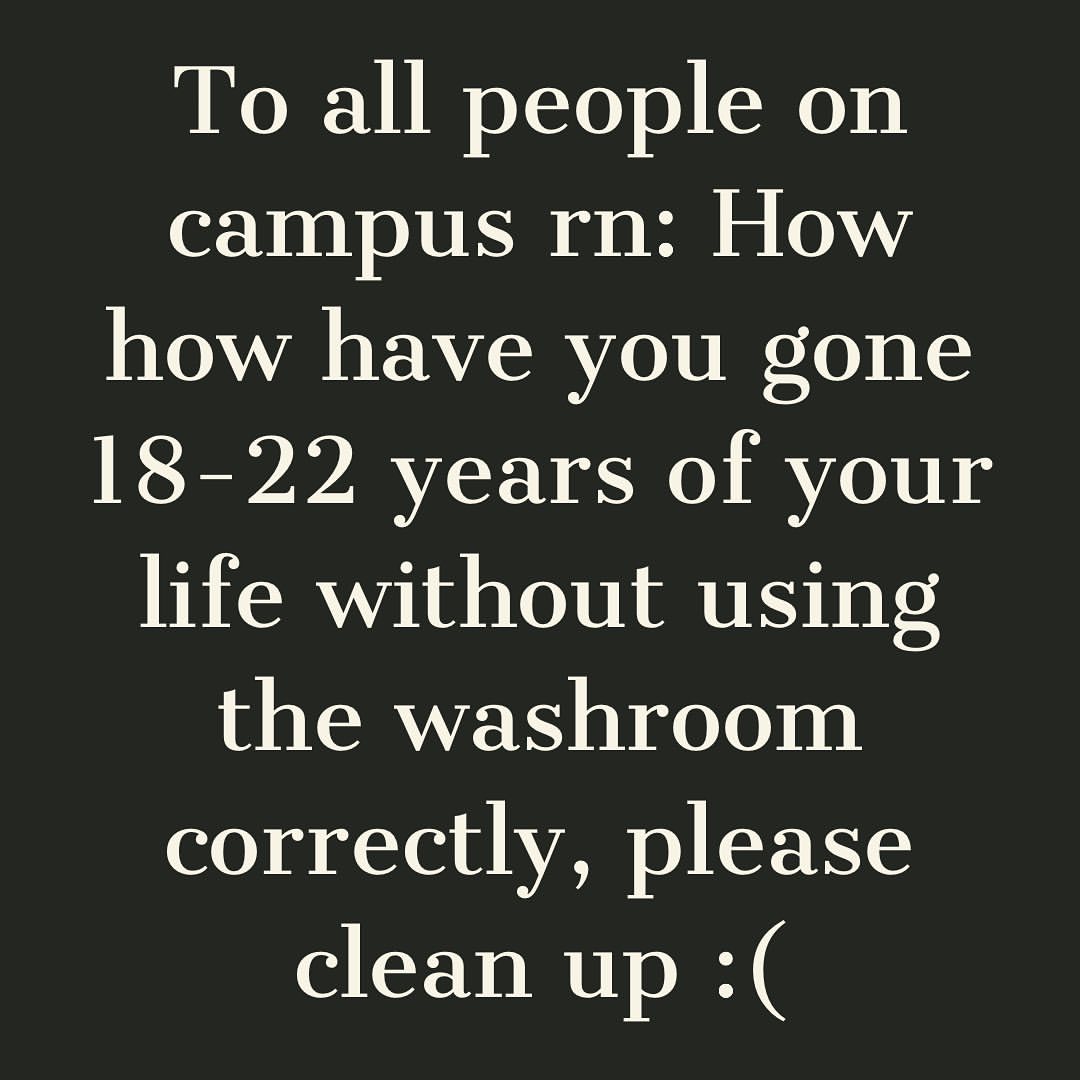 To all people on
campus rn: How
how have you gone
18-22 years of your
life without using
the washroom
correctly, please
clean up :(